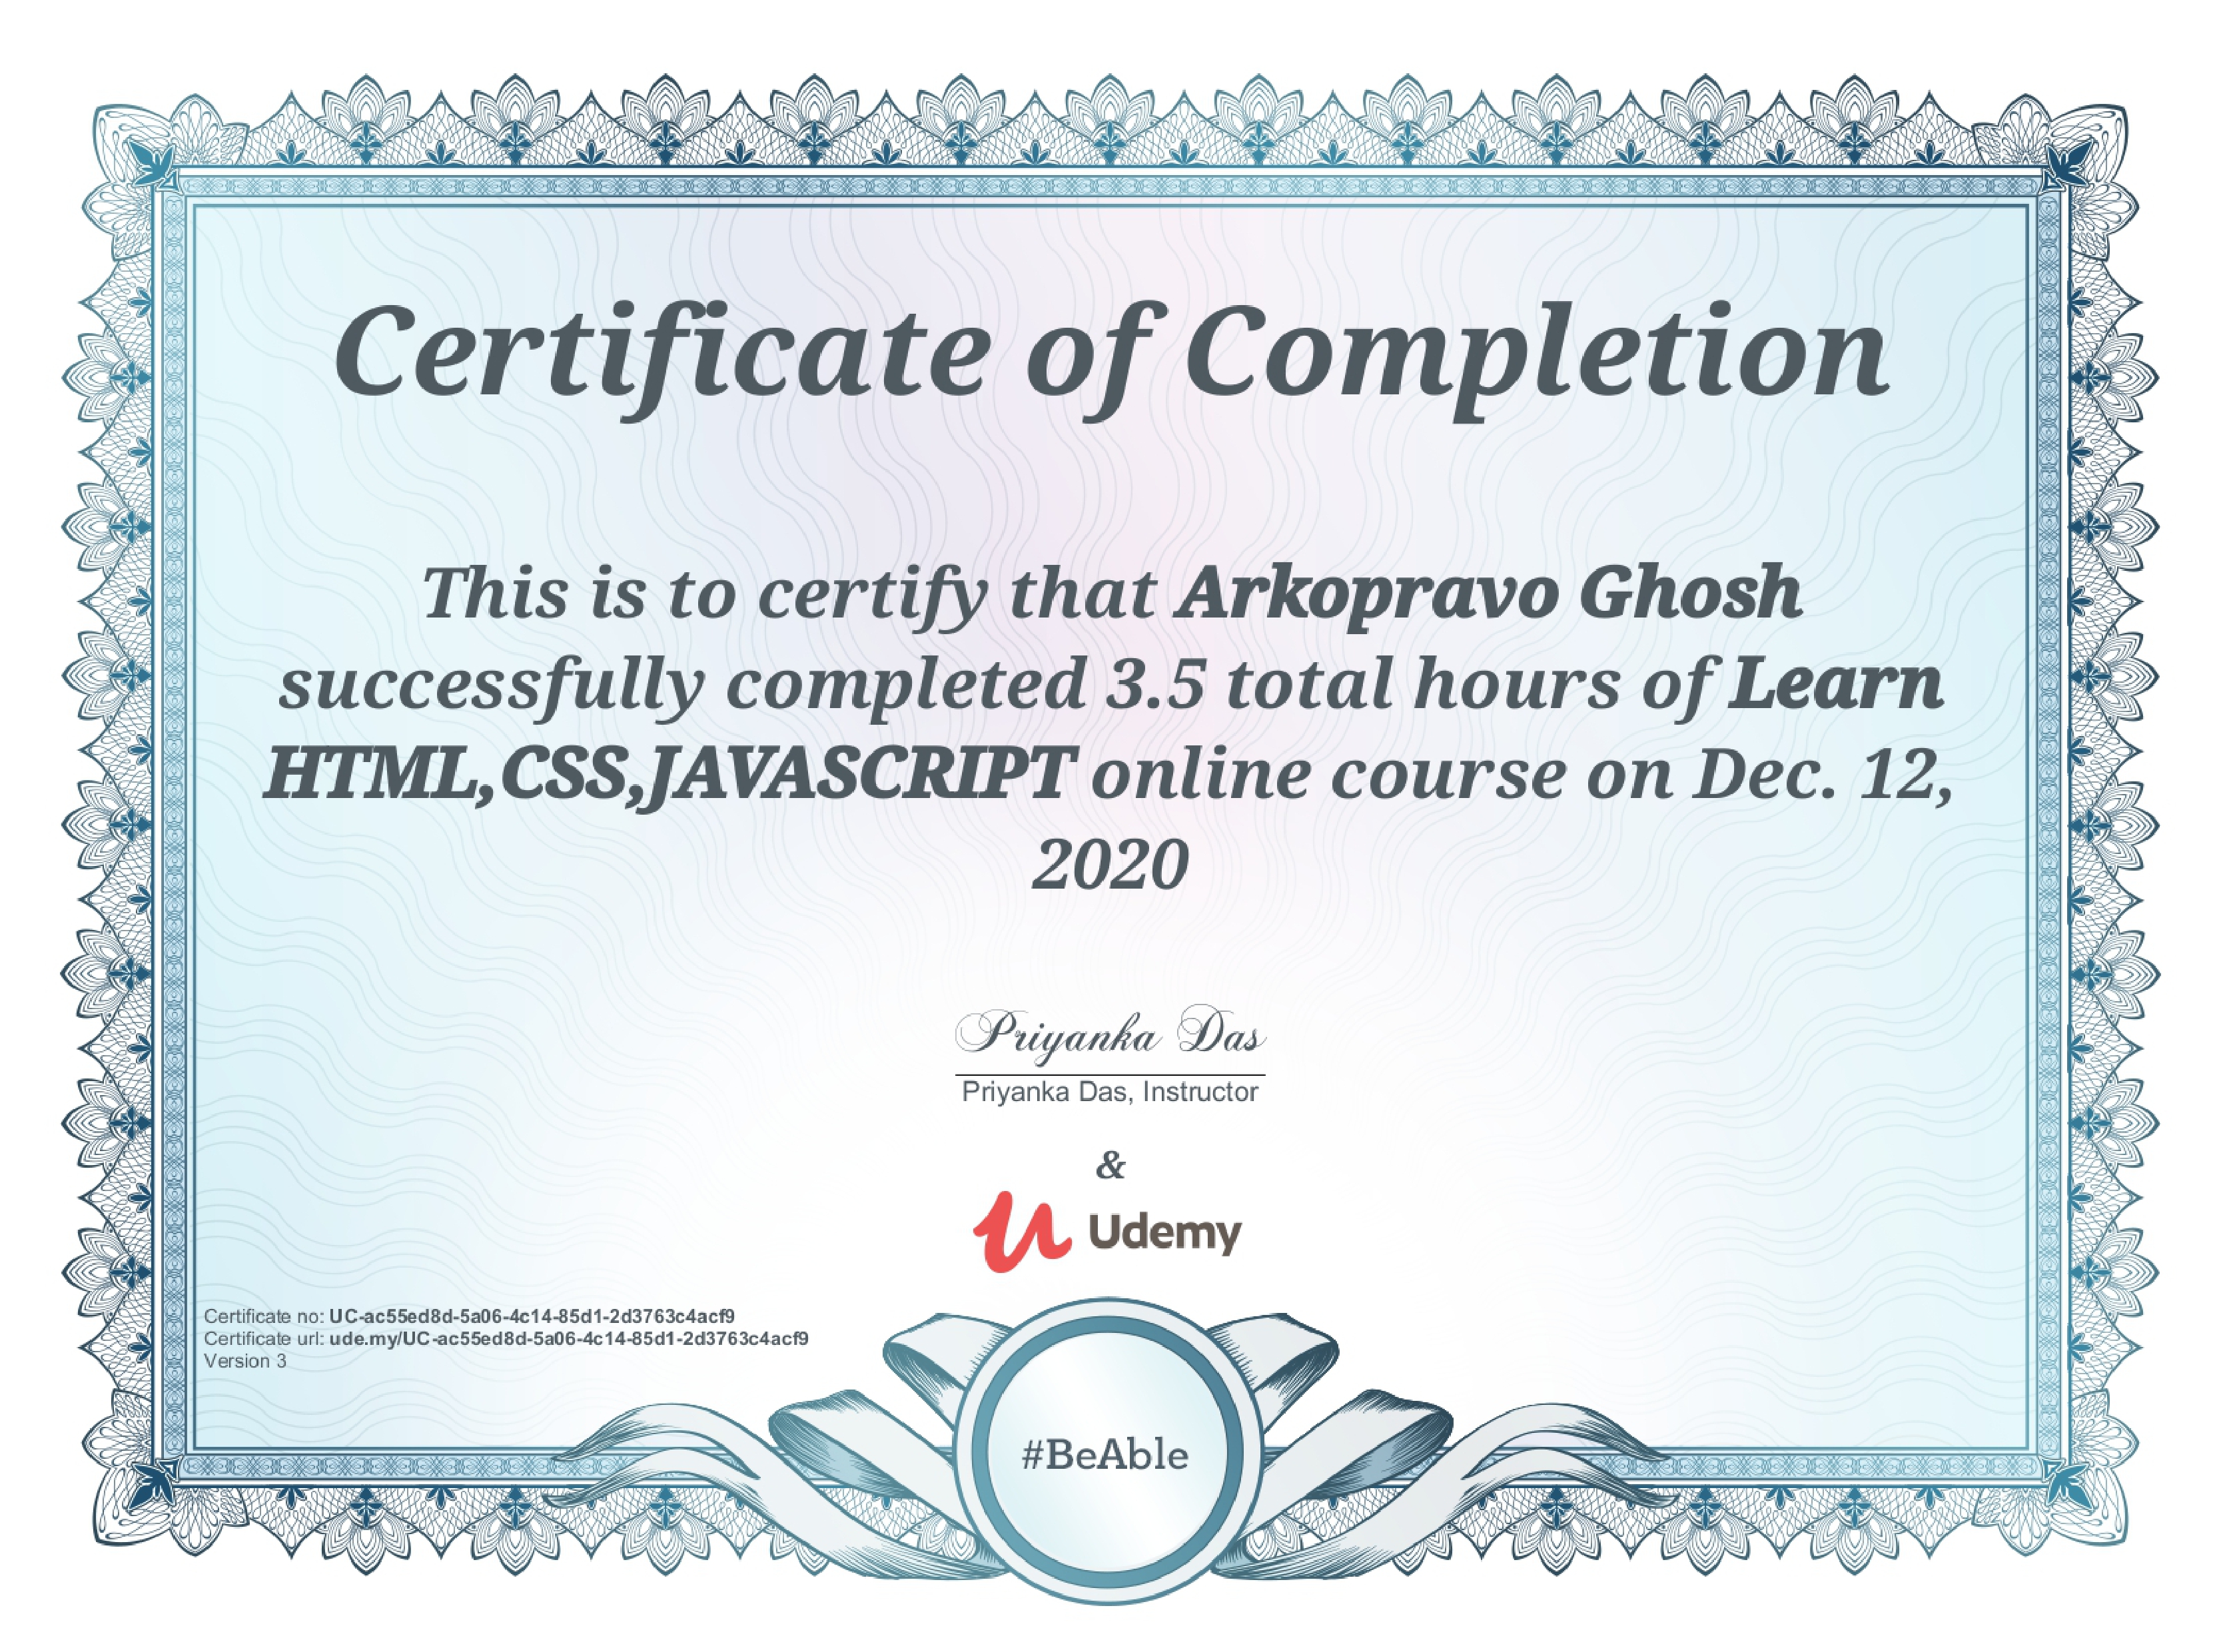 Certificate of Completion
This is to certify that Arkopravo Ghosh
successfully completed 3.5 total hours of Learn
HTML,CSS,JAVASCRIPT online course on Dec. 12,
2020
Priyanka Das
Priyanka Das, Instructor
&
Udemy
Certificate no: UC-ac55ed8d-5a06-4c14-85d1-2d3763c4acf9
Certificate url: ude.my/UC-ac55ed8d-5a06-4c14-85d1-2d3763c4acf9
Version 3
#BeAble